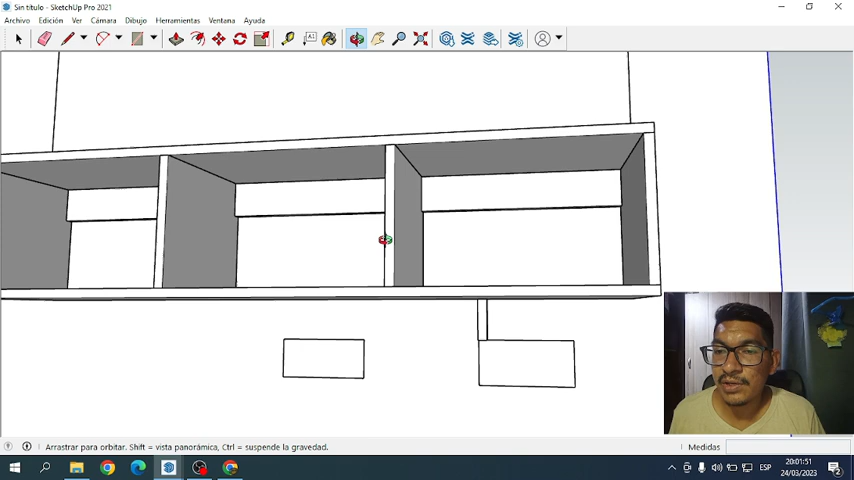 Sin título - SketchUp Pro 2021
Archivo Edición Ver Cámara Dibujo Herramientas Ventana Ayuda
Arrastrar para orbitar. Shift = vista panorámica, Ctrl = suspende la gravedad.
Medidas
ESP
20:01:51
24/03/2023
2